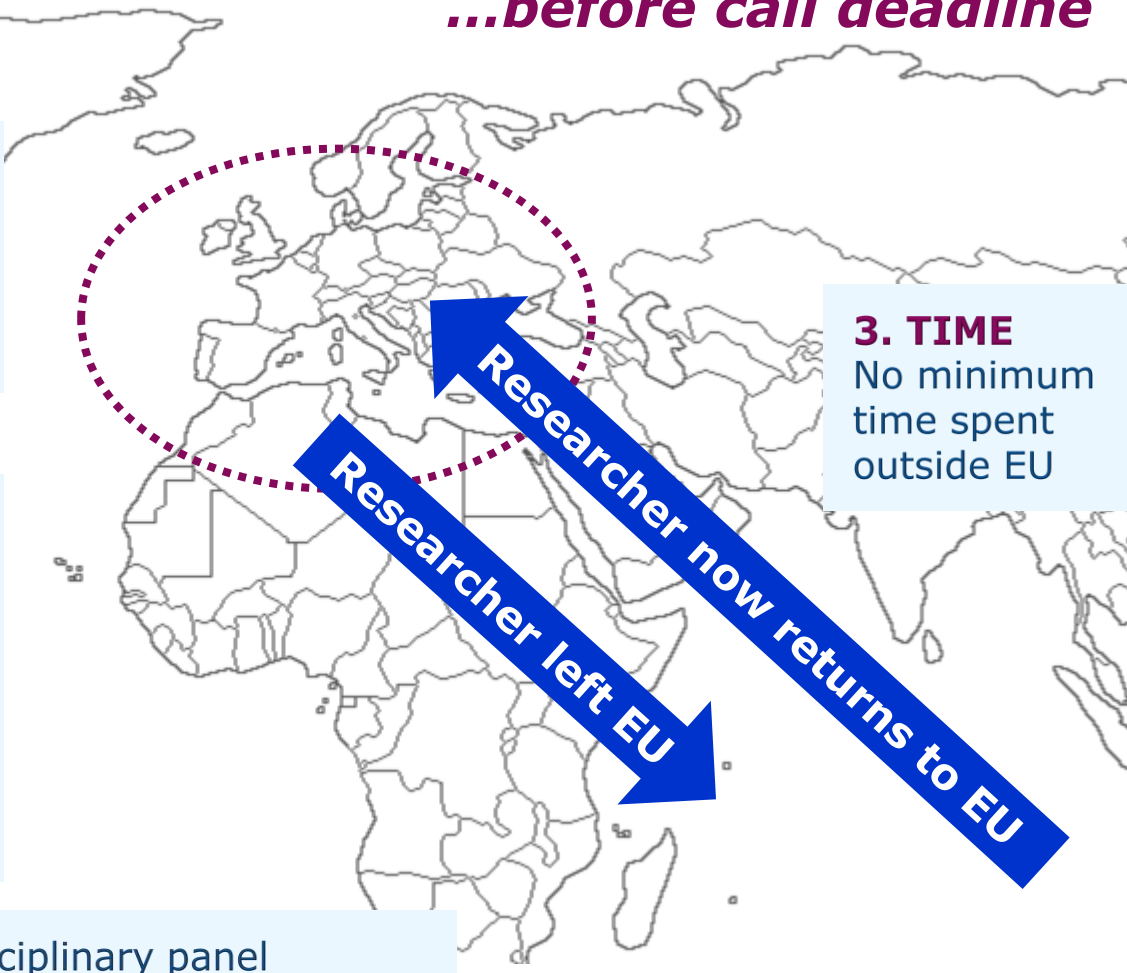 ...before call deadline
3. TIME
No minimum
time spent
outside EU
Researcher now returns to EU
Researcher left EU
ciplinary panel